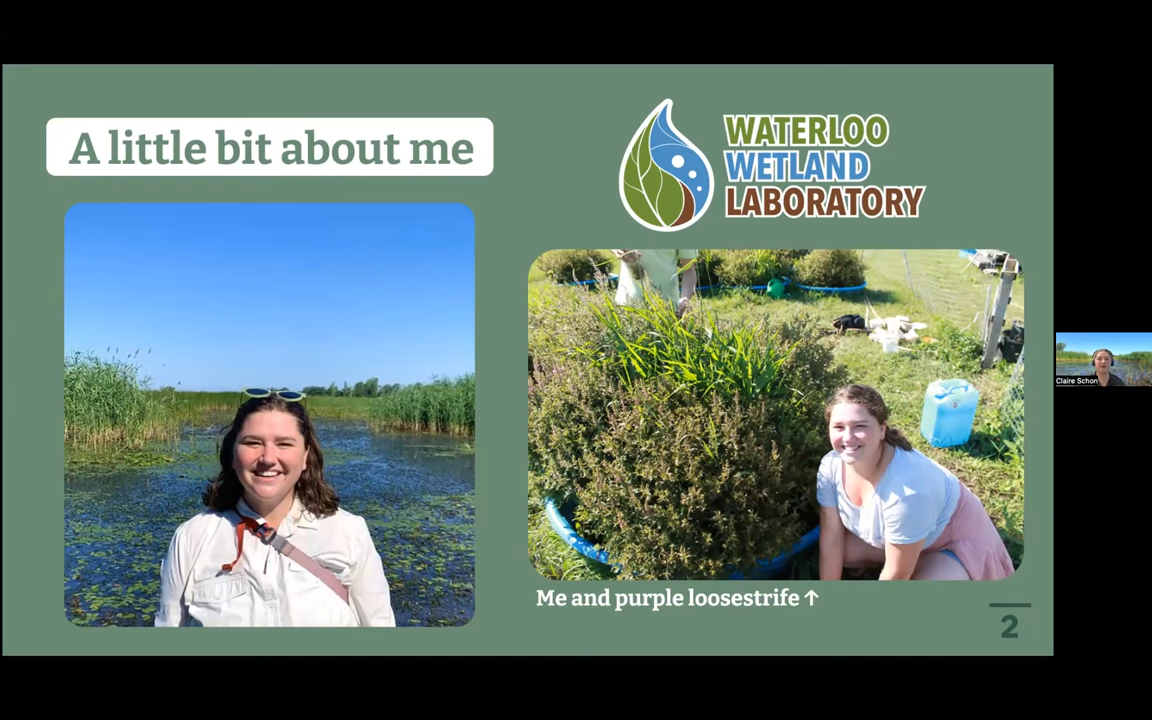 A little bit about me
WATERLOO
WETLAND
LABORATORY
Me and purple loosestrife ↑
2
Claire Schon